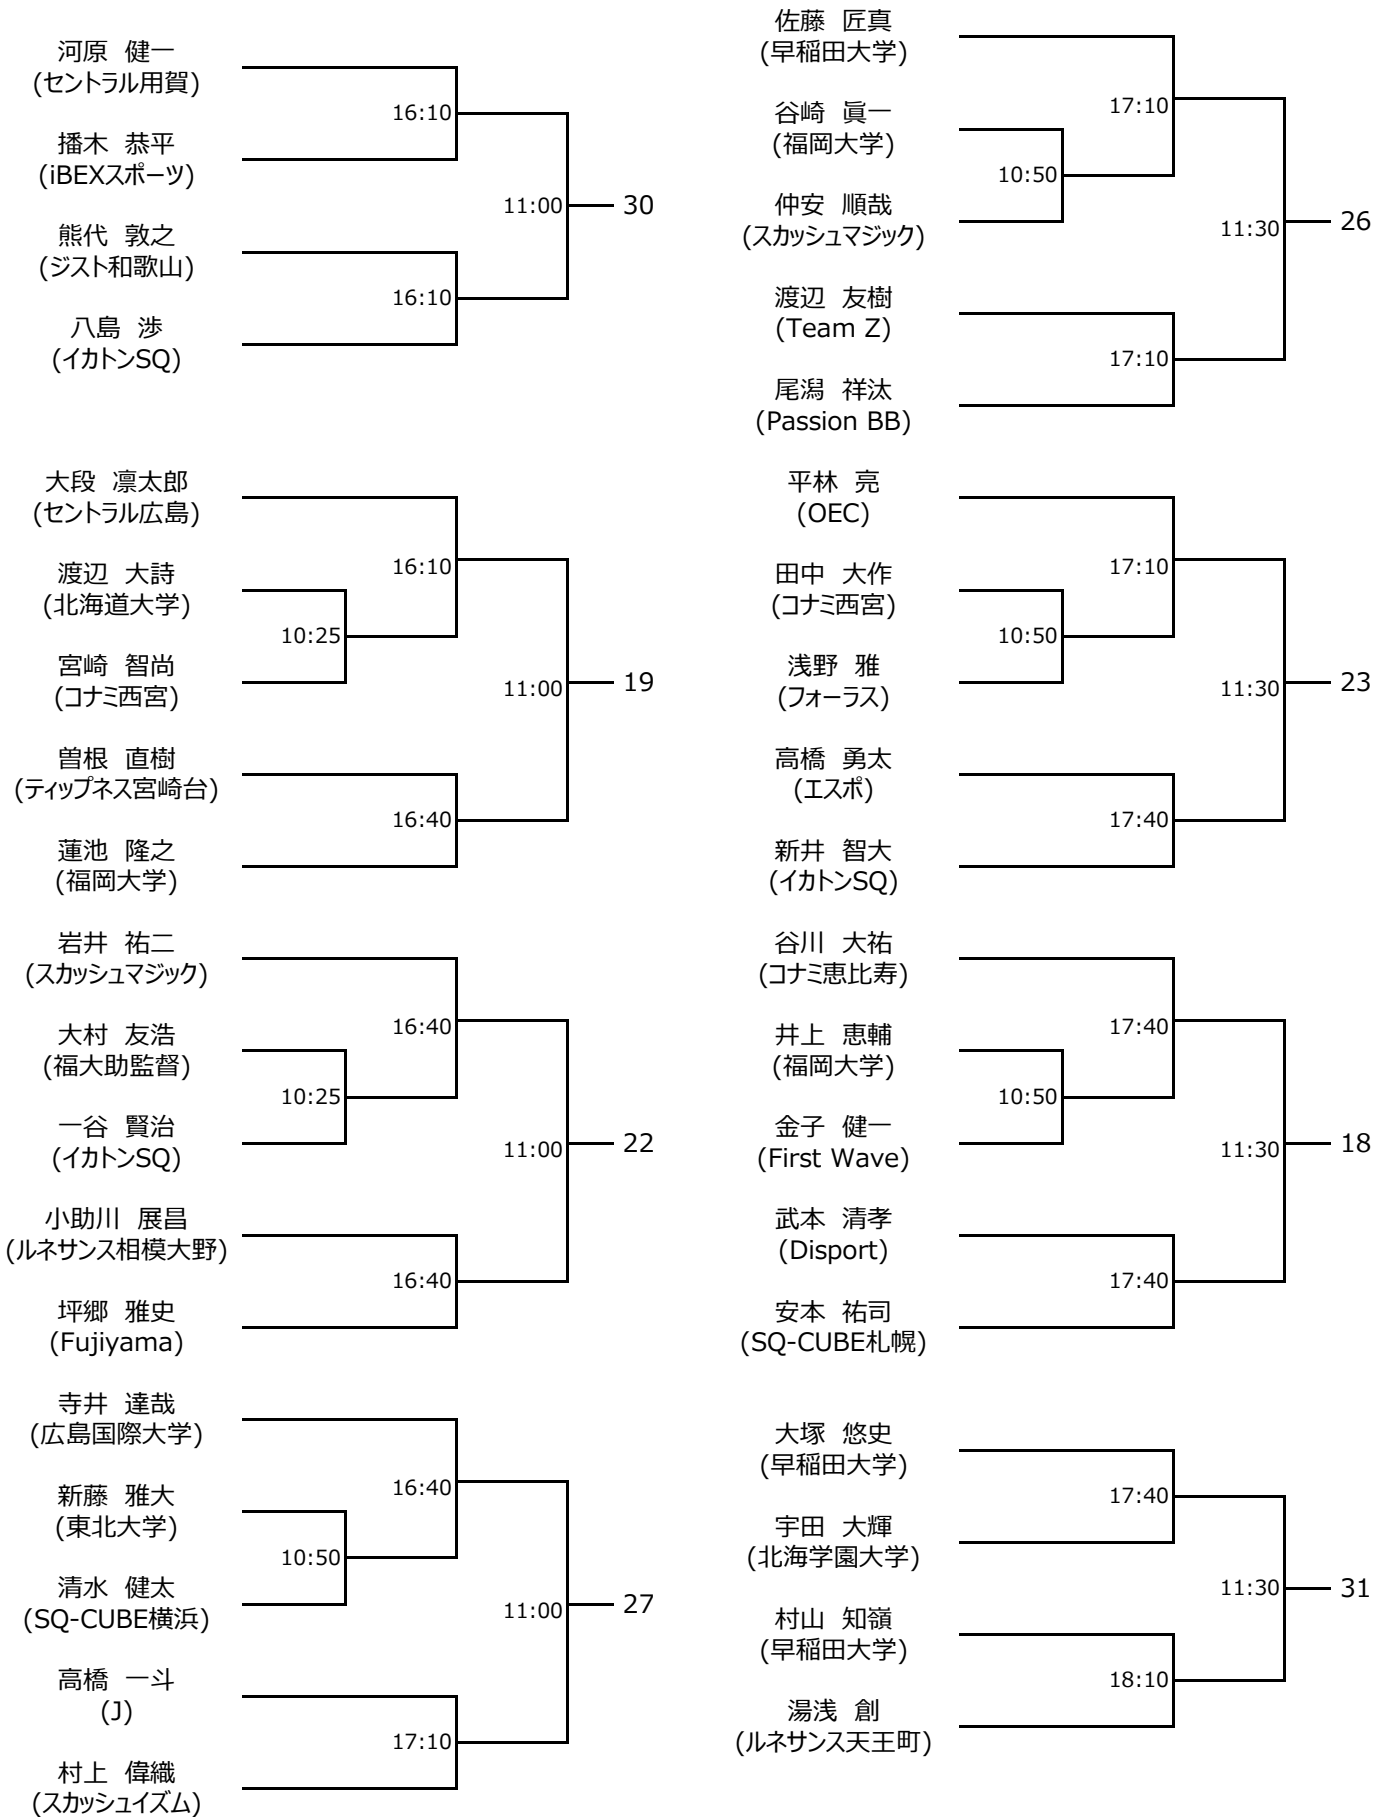 河原 健一
(セントラル用賀)
16:10
播木 恭平
(iBEXスポーツ)
11:00
30
熊代 敦之
(ジスト和歌山)
16:10
八島 渉
(イカトンSQ)
大段 凛太郎
(セントラル広島)
16:10
渡辺 大詩
(北海道大学)
10:25
宮崎 智尚
(コナミ西宮)
11:00
19
曽根 直樹
(ティップネス宮崎台)
16:40
蓮池 隆之
(福岡大学)
岩井 祐二
(スカッシュマジック)
16:40
大村 友浩
(福大助監督)
10:25
一谷 賢治
(イカトンSQ)
11:00
22
小助川 展昌
(ルネサンス相模大野)
16:40
坪郷 雅史
(Fujiyama)
寺井 達哉
(広島国際大学)
16:40
新藤 雅大
(東北大学)
10:50
清水 健太
(SQ-CUBE横浜)
11:00
27
高橋 一斗
(J)
17:10
村上 偉織
(スカッシュイズム)
佐藤 匠真
(早稲田大学)
17:10
谷崎 眞一
(福岡大学)
10:50
仲安 順哉
(スカッシュマジック)
11:30
26
渡辺 友樹
(Team Z)
17:10
尾潟 祥汰
(Passion BB)
平林 亮
(OEC)
17:10
田中 大作
(コナミ西宮)
10:50
浅野 雅
(フォーラス)
11:30
23
高橋 勇太
(エスポ)
17:40
新井 智大
(イカトンSQ)
谷川 大祐
(コナミ恵比寿)
17:40
井上 恵輔
(福岡大学)
10:50
金子 健一
(First Wave)
11:30
18
武本 清孝
(Disport)
17:40
安本 祐司
(SQ-CUBE札幌)
大塚 悠史
(早稲田大学)
17:40
宇田 大輝
(北海学園大学)
11:30
31
村山 知嶺
(早稲田大学)
18:10
湯浅 創
(ルネサンス天王町)